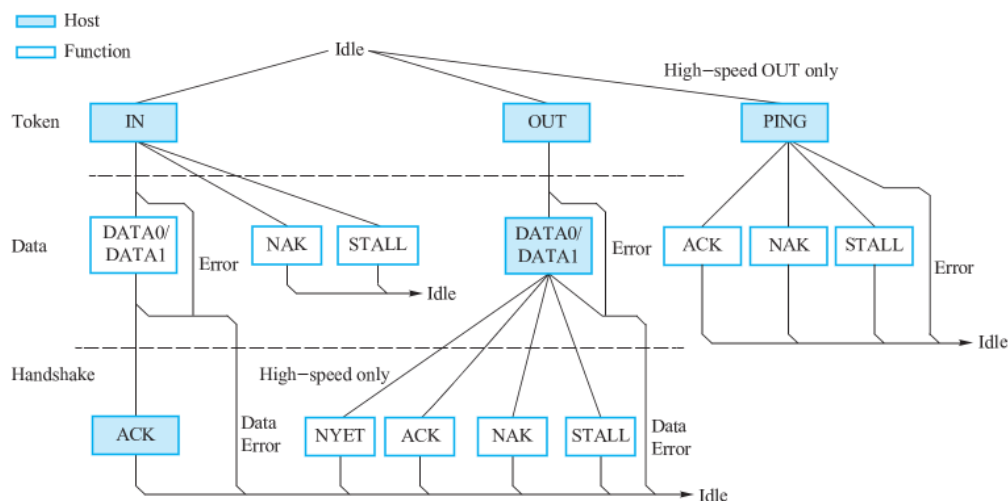 Host
Function
Idle
High−speed OUT only
Token
IN
OUT
PING
Data
DATA0/
DATA1
Error
NAK
STALL
Idle
DATA0/
DATA1
Error
ACK
NAK
STALL
Error
Idle
Handshake
High−speed only
ACK
Data
Error
NYET
ACK
NAK
STALL
Data
Error
Idle